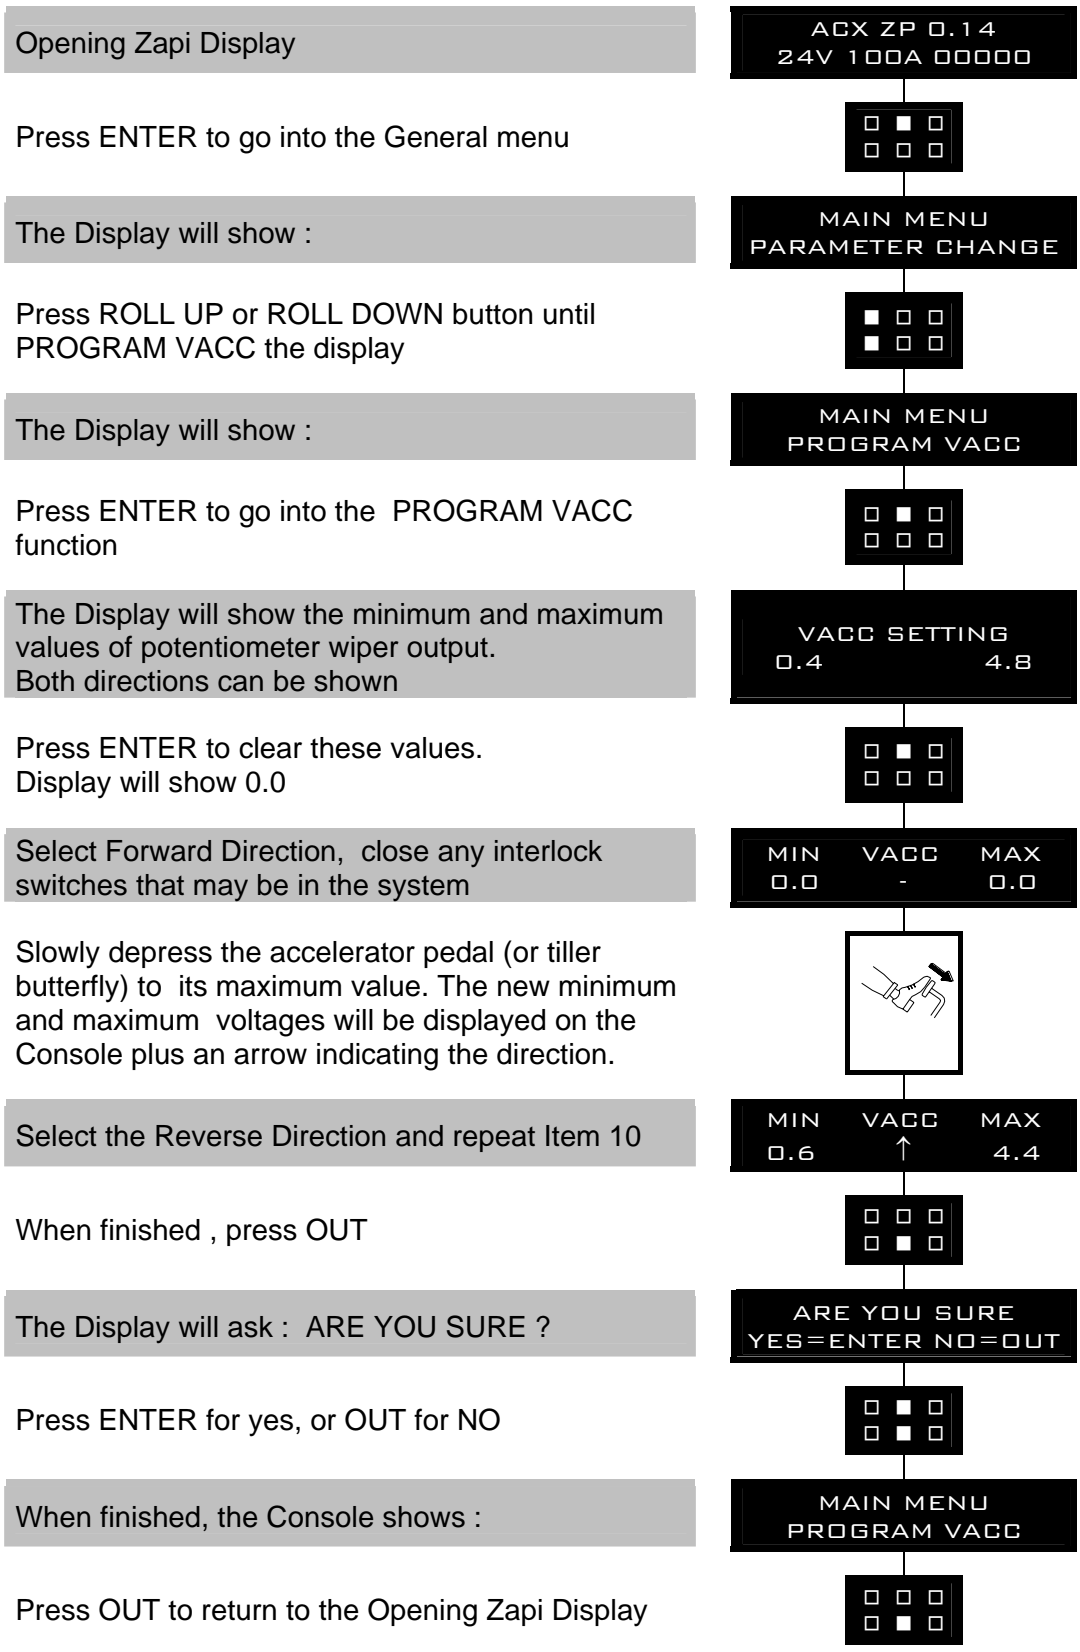 Opening Zapi Display
ACX ZP 0.14
24V 100A 00000
Press ENTER to go into the General menu
The Display will show :
MAIN MENU
PARAMETER CHANGE
Press ROLL UP or ROLL DOWN button until
PROGRAM VACC the display
The Display will show :
MAIN MENU
PROGRAM VACC
Press ENTER to go into the PROGRAM VACC
function
The Display will show the minimum and maximum
values of potentiometer wiper output.
Both directions can be shown
VACC SETTING
0.4 4.8
Press ENTER to clear these values.
Display will show 0.0
Select Forward Direction, close any interlock
switches that may be in the system
MIN VACC MAX
0.0 - 0.0
Slowly depress the accelerator pedal (or tiller
butterfly) to its maximum value. The new minimum
and maximum voltages will be displayed on the
Console plus an arrow indicating the direction.
Select the Reverse Direction and repeat Item 10
MIN VACC MAX
0.6 ↑ 4.4
When finished , press OUT
The Display will ask : ARE YOU SURE ?
ARE YOU SURE
YES=ENTER NO=OUT
Press ENTER for yes, or OUT for NO
When finished, the Console shows :
MAIN MENU
PROGRAM VACC
Press OUT to return to the Opening Zapi Display